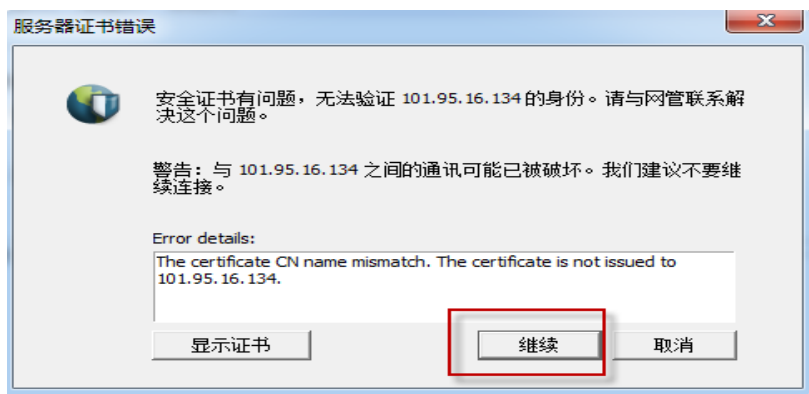 服务器证书错误
安全证书有问题，无法验证 101.95.16.134 的身份。请与网管联系解
决这个问题。
警告：与 101.95.16.134 之间的通讯可能已被破坏。我们建议不要继
续连接。
Error details:
The certificate CN name mismatch. The certificate is not issued to
101.95.16.134.
显示证书 继续 取消